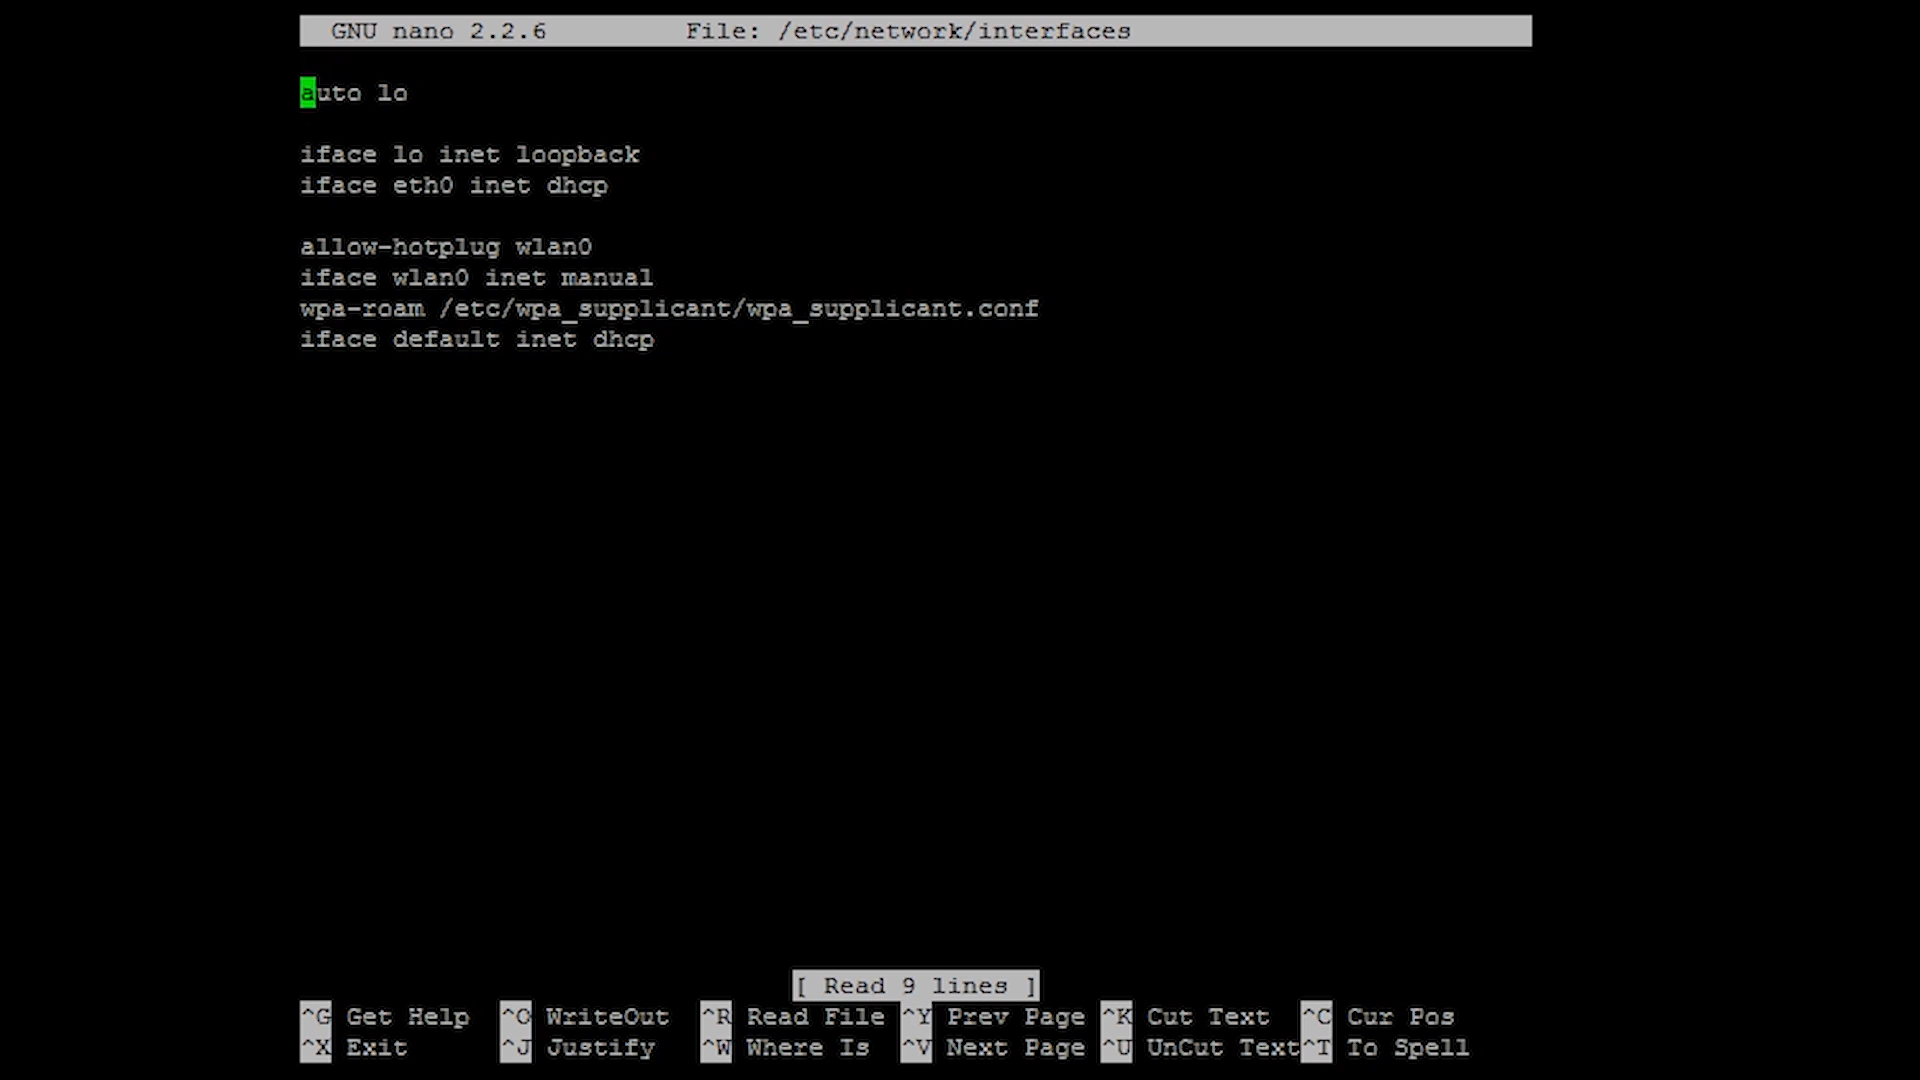 GNU nano 2.2.6 File: /etc/network/interfaces
auto lo
iface lo inet loopback
iface eth0 inet dhcp
allow-hotplug wlan0
iface wlan0 inet manual
wpa-roam /etc/wpa_supplicant/wpa_supplicant.conf
iface default inet dhcp
[ Read 9 lines ]
^G Get Help ^O WriteOut ^R Read File ^Y Prev Page ^K Cut Text ^C Cur Pos
^X Exit ^J Justify ^W Where Is ^V Next Page ^U UnCut Text ^T To Spell